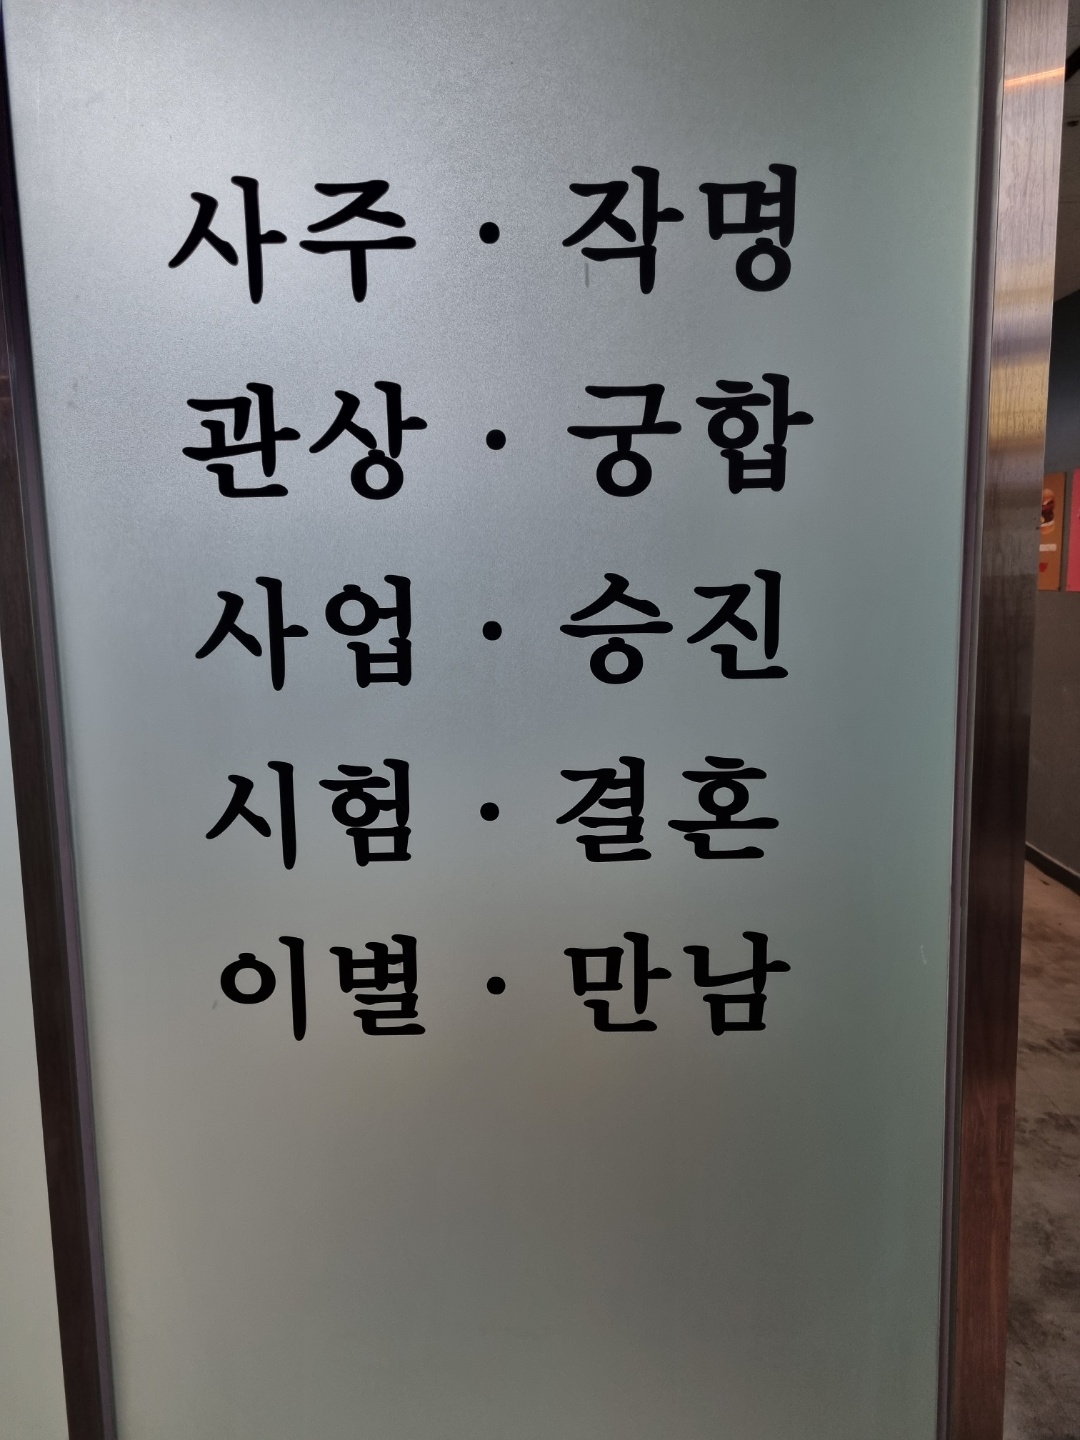 사주 · 작명
관상 · 궁합
사업 · 승진
시험 · 결혼
이별 · 만남